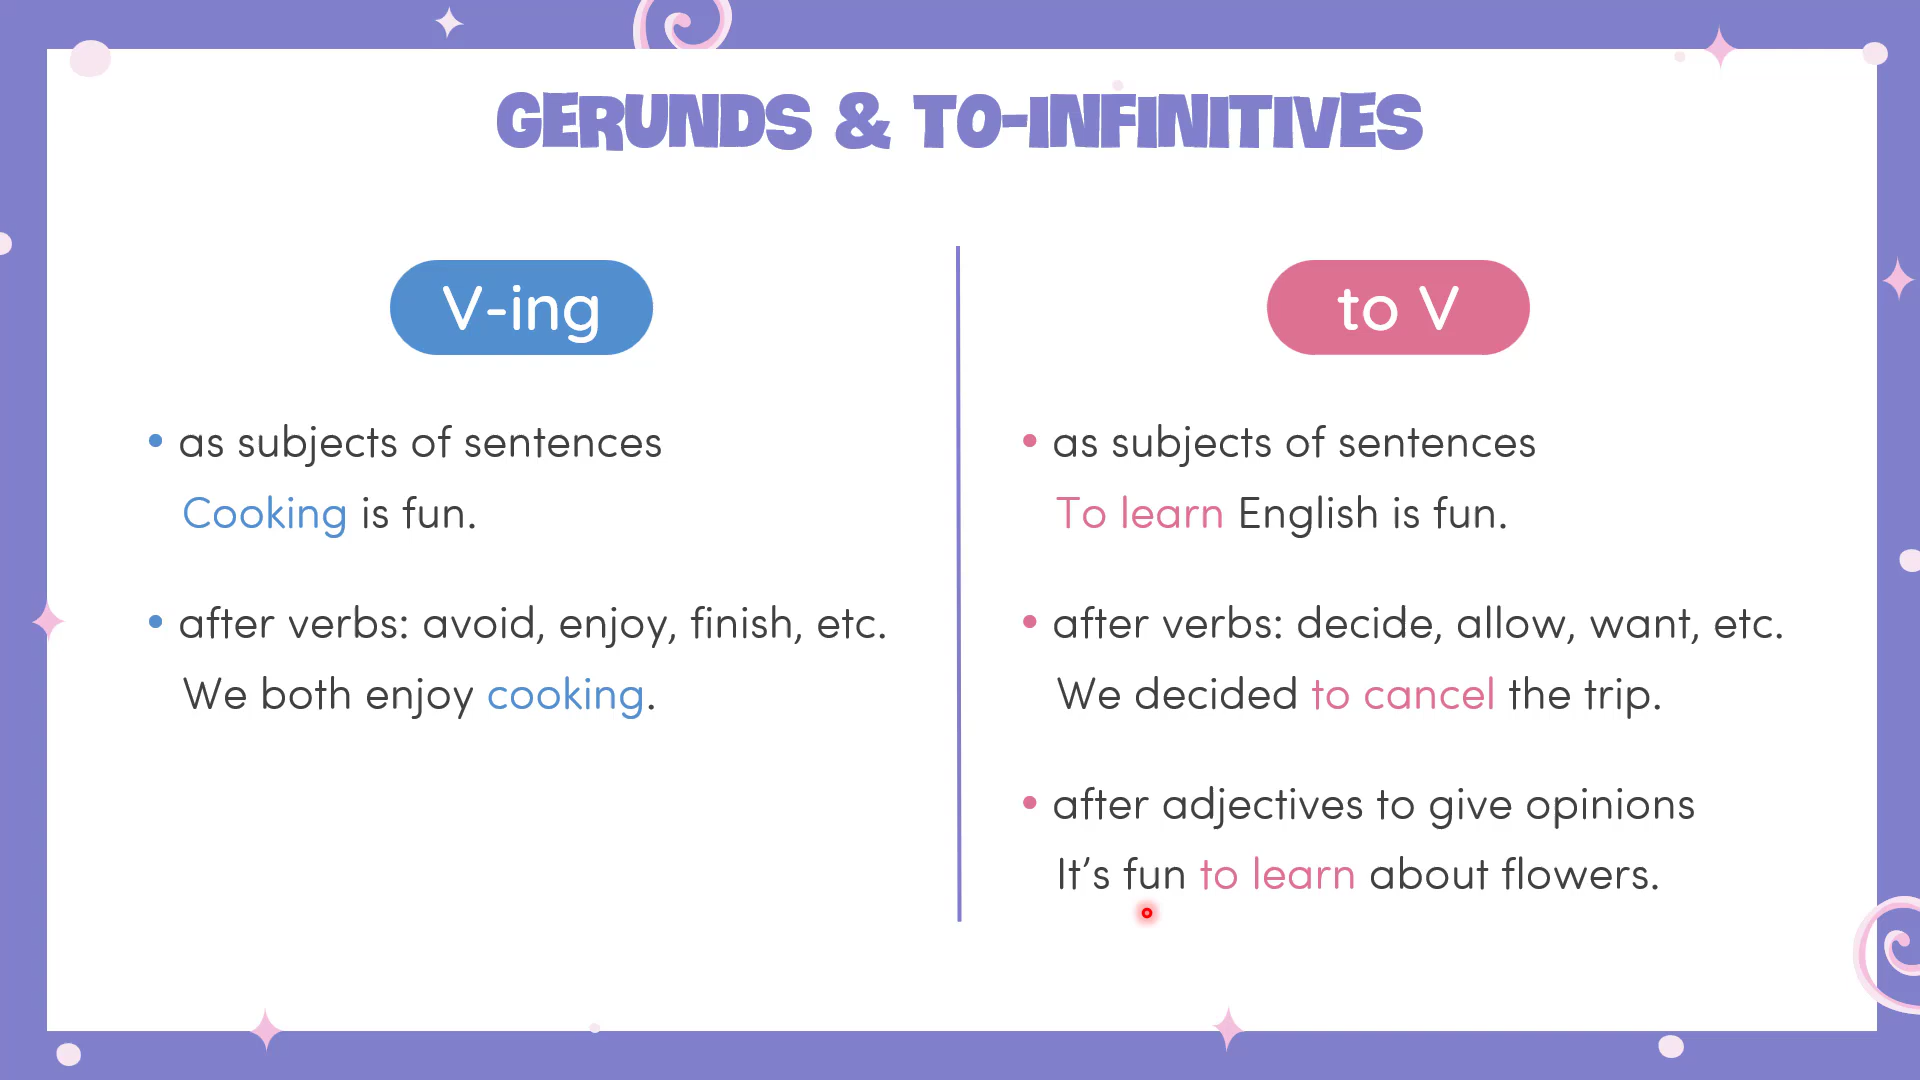 GERUNDS & TO-INFINITIVES
V-ing
• as subjects of sentences
Cooking is fun.
• after verbs: avoid, enjoy, finish, etc.
We both enjoy cooking.
to V
• as subjects of sentences
To learn English is fun.
• after verbs: decide, allow, want, etc.
We decided to cancel the trip.
• after adjectives to give opinions
It’s fun to learn about flowers.